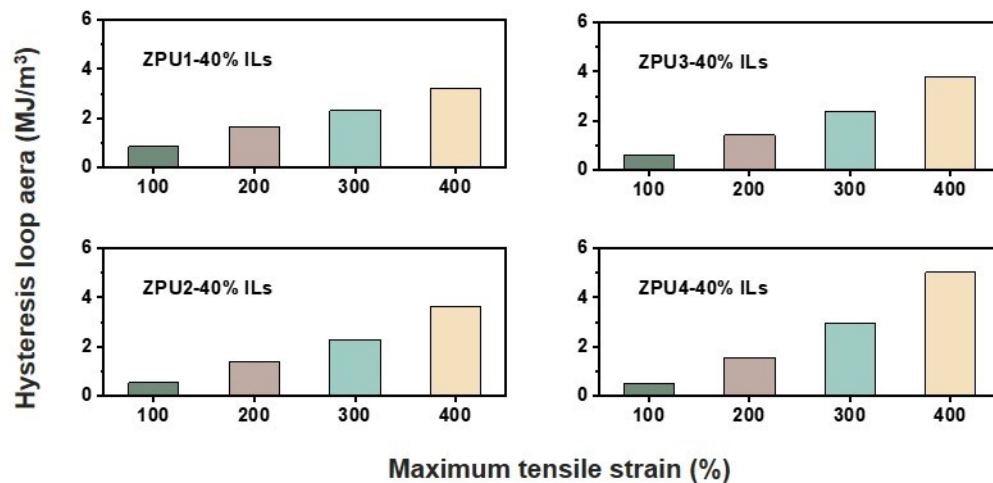 Hysteresis loop aera (MJ/m³)
6
4
2
0
ZPU1-40% ILs
100 200 300 400
6
4
2
0
ZPU3-40% ILs
100 200 300 400
6
4
2
0
ZPU2-40% ILs
100 200 300 400
6
4
2
0
ZPU4-40% ILs
100 200 300 400
Maximum tensile strain (%)